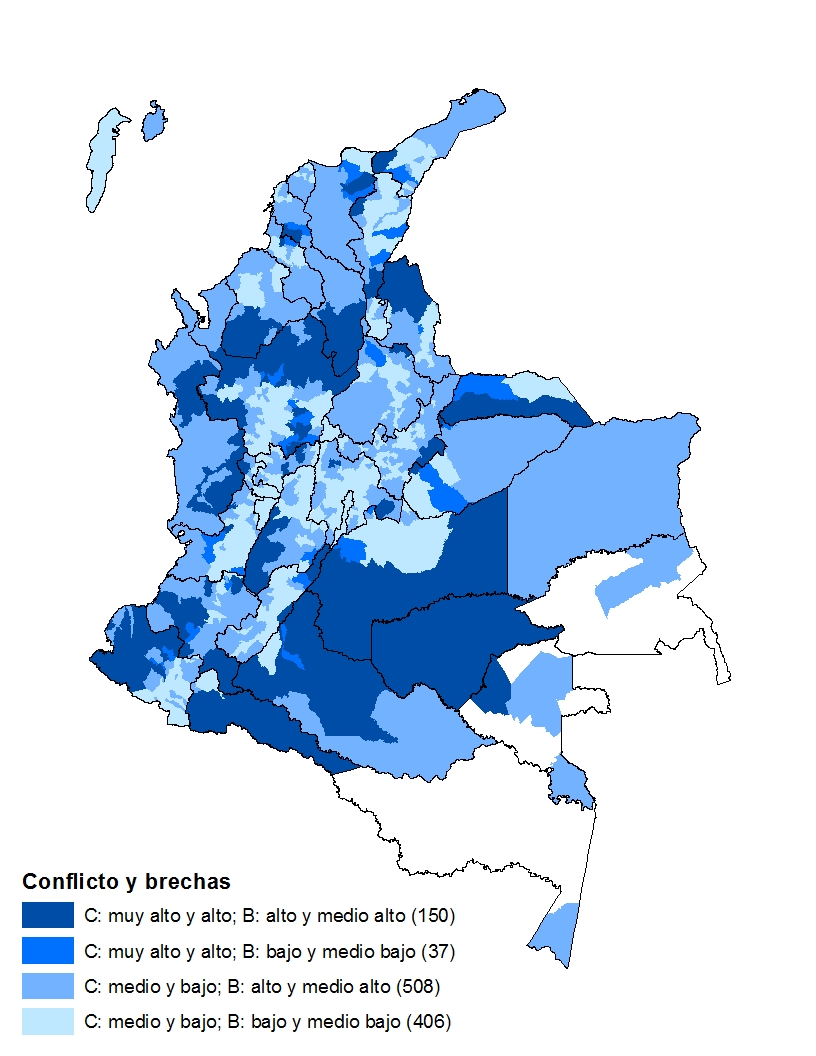 Conflicto y brechas
C: muy alto y alto; B: alto y medio alto (150)
C: muy alto y alto; B: bajo y medio bajo (37)
C: medio y bajo; B: alto y medio alto (508)
C: medio y bajo; B: bajo y medio bajo (406)